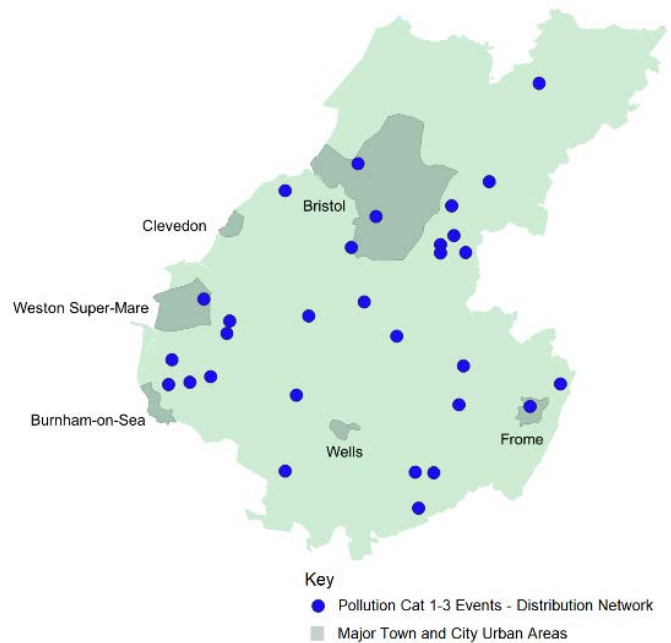 Bristol
Clevedon
Weston Super-Mare
Burnham-on-Sea
Wells
Frome
Key
Pollution Cat 1-3 Events - Distribution Network
Major Town and City Urban Areas